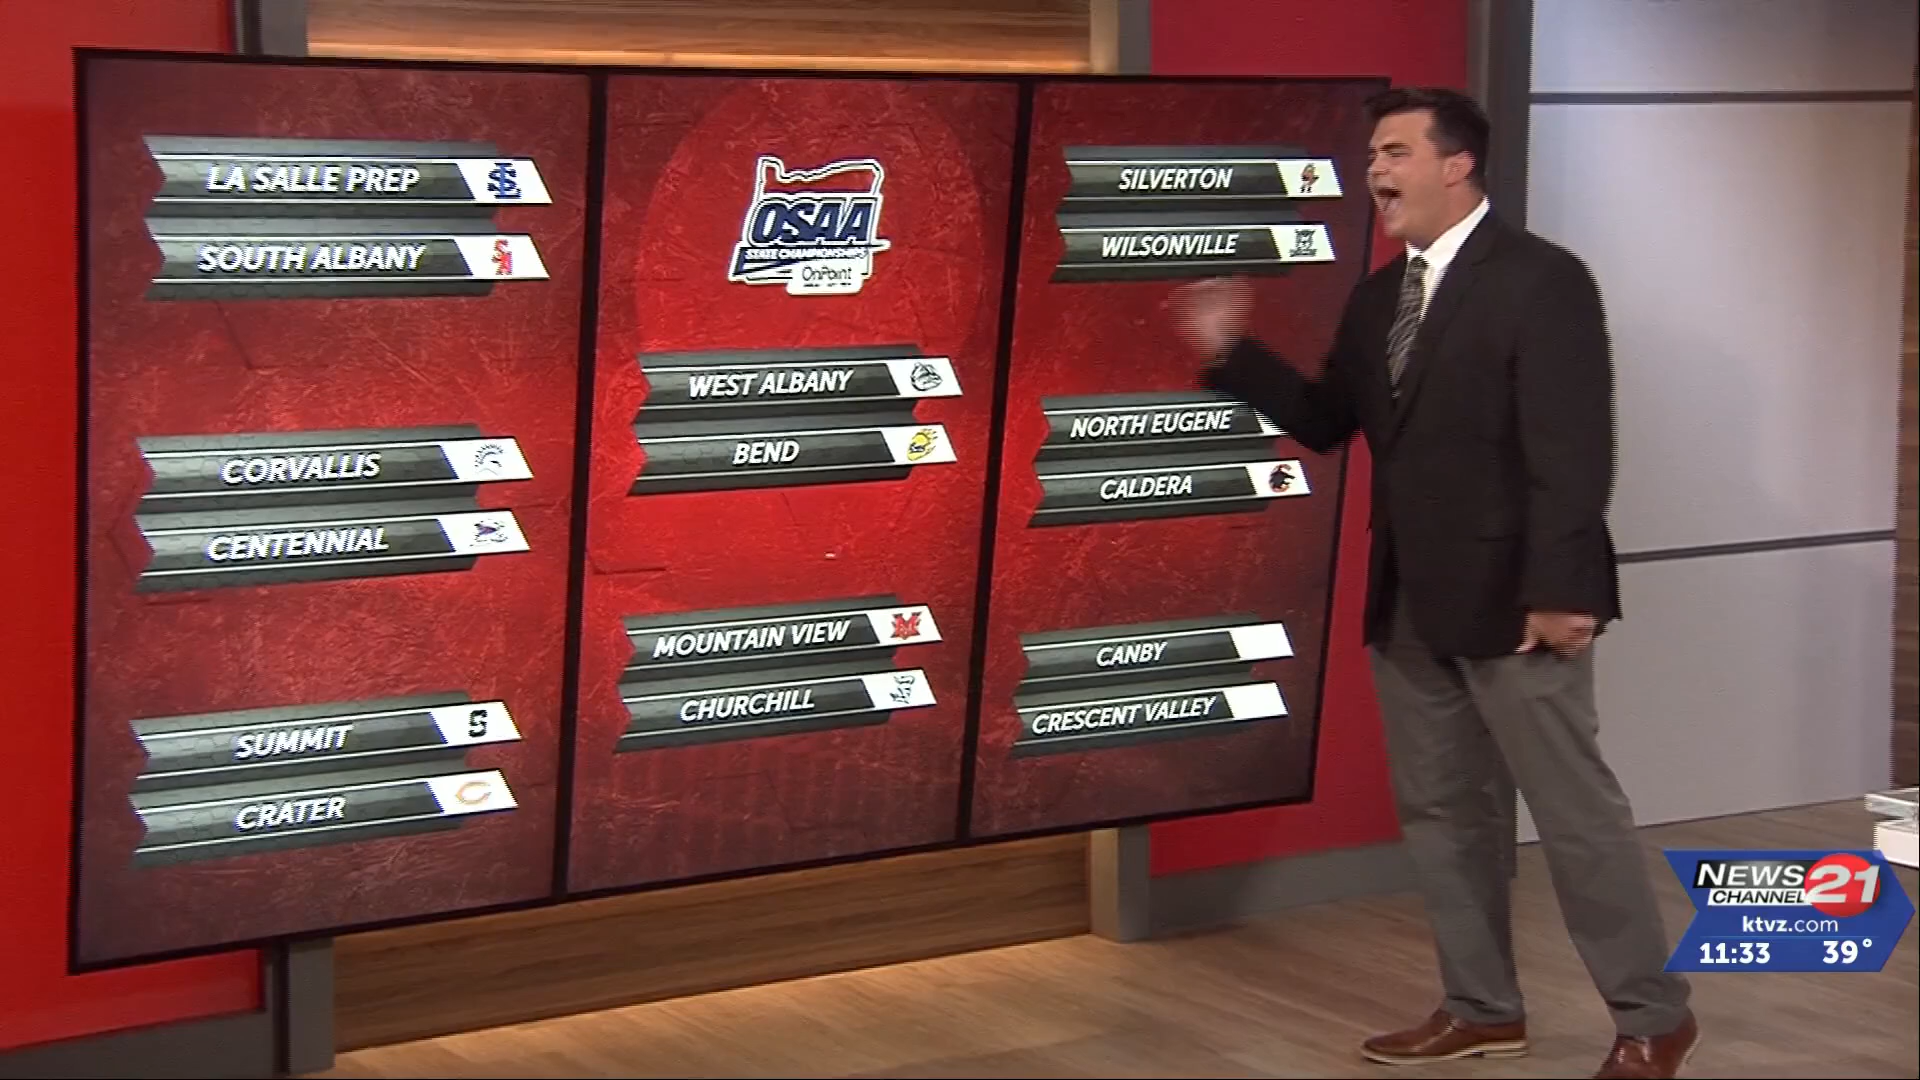 LA SALLE PREP
SOUTH ALBANY
CORVALLIS
CENTENNIAL
SUMMIT
CRATER
OSAA
STATE CHAMPIONSHIPS
OnPoint
WEST ALBANY
BEND
MOUNTAIN VIEW
CHURCHILL
SILVERTON
WILSONVILLE
NORTH EUGENE
CALDERA
CANBY
CRESCENT VALLEY
NEWS
CHANNEL 21
ktvz.com
11:33 39°